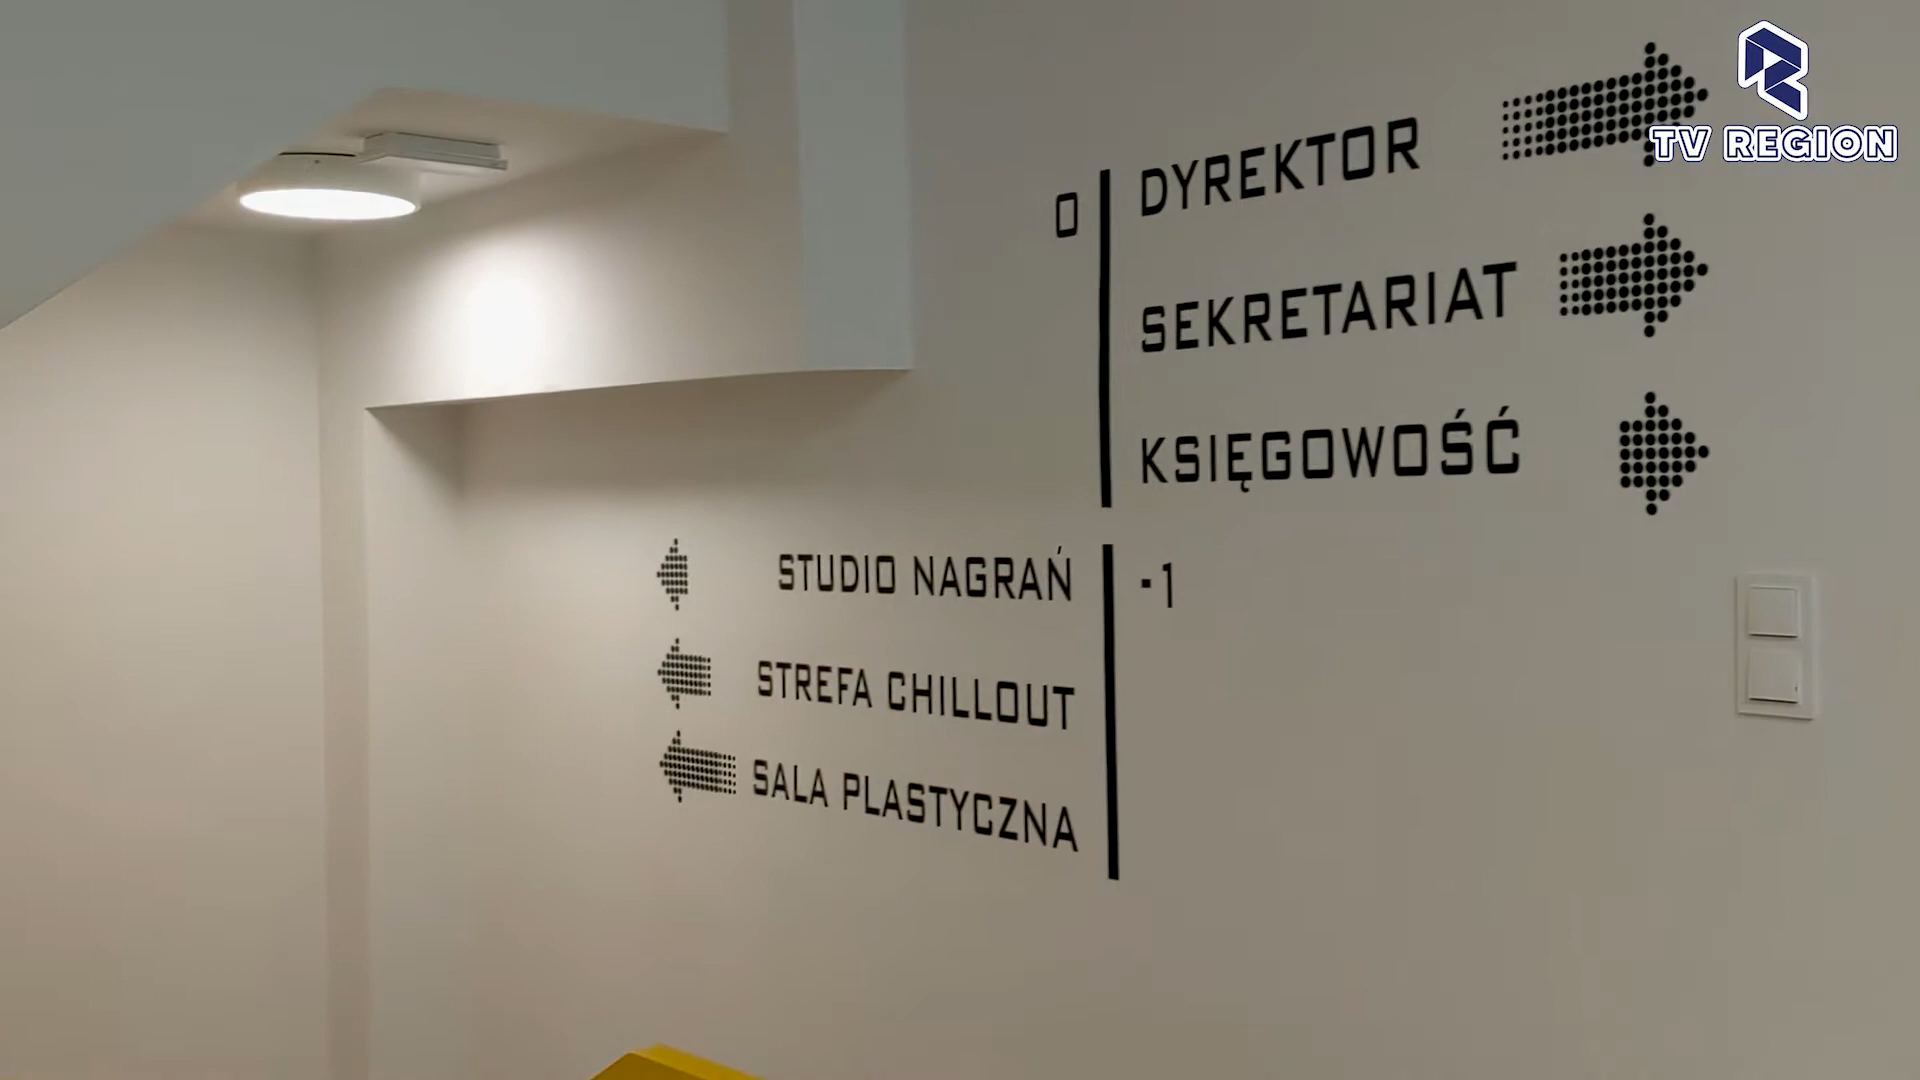 TV REGION
0
DYREKTOR
SEKRETARIAT
KSIĘGOWOŚĆ
-1
STUDIO NAGRAŃ
STREFA CHILLOUT
SALA PLASTYCZNA